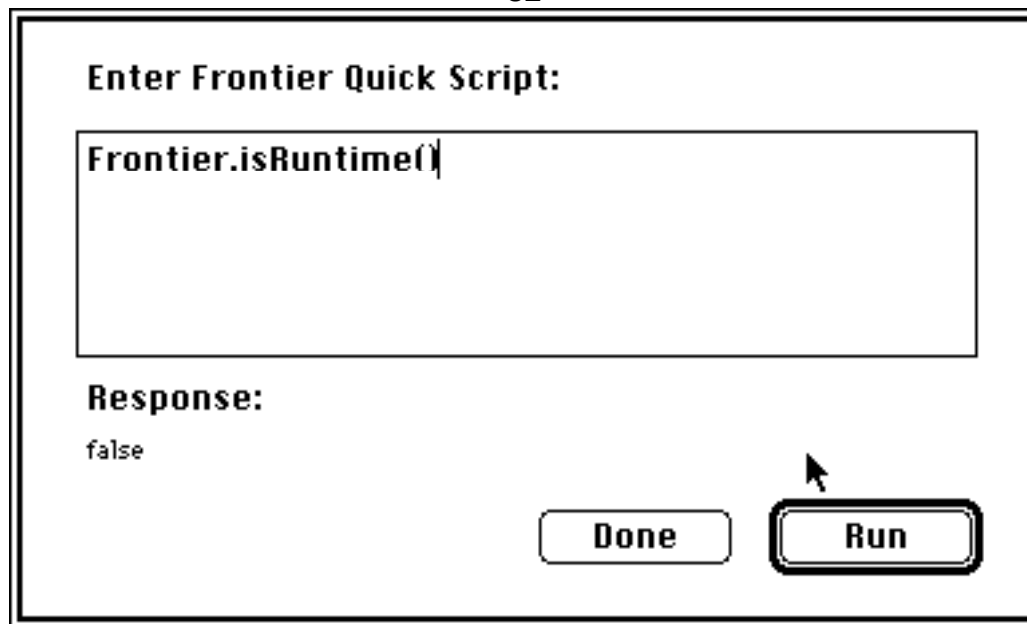 Enter Frontier Quick Script:
Frontier.isRuntime()
Response:
false
Done
Run